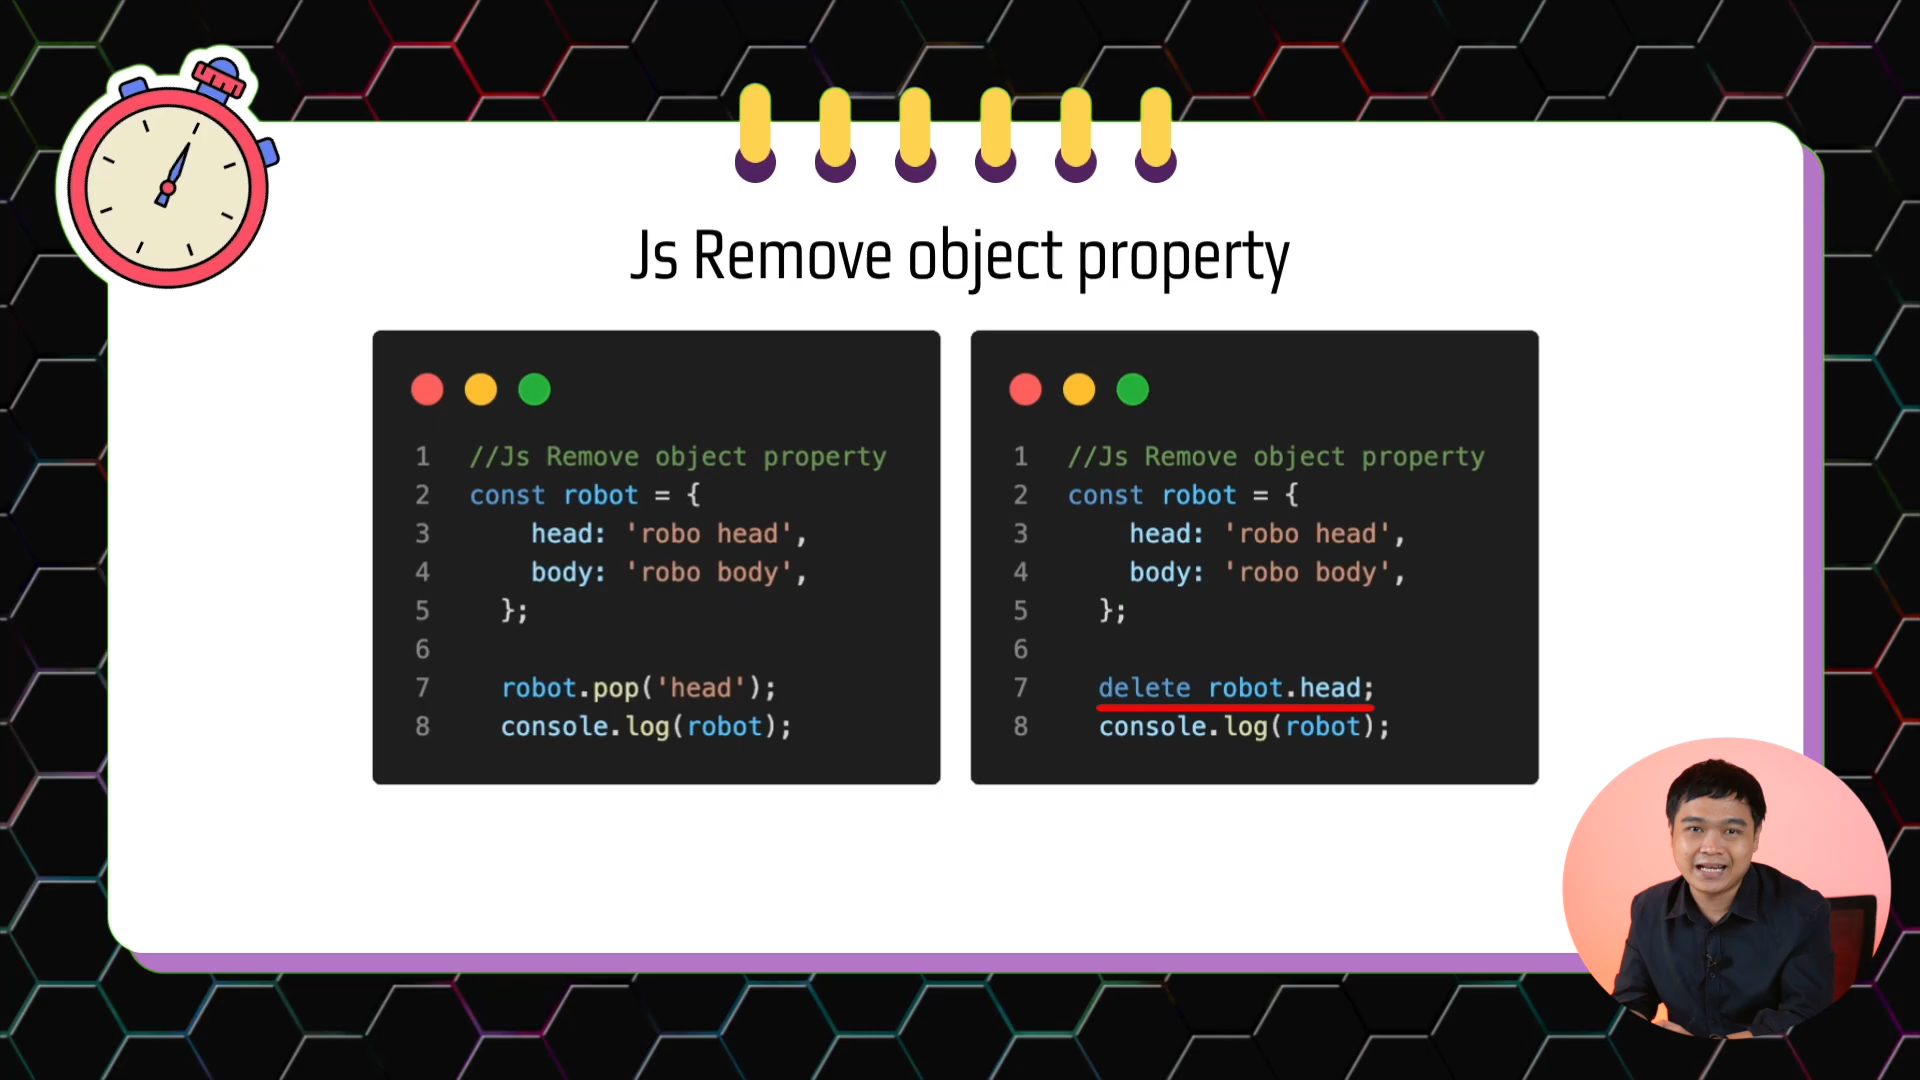 Js Remove object property
1 //Js Remove object property
2 const robot = {
3 head: 'robo head',
4 body: 'robo body',
5 };
6
7 robot.pop('head');
8 console.log(robot);
1 //Js Remove object property
2 const robot = {
3 head: 'robo head',
4 body: 'robo body',
5 };
6
7 delete robot.head;
8 console.log(robot);